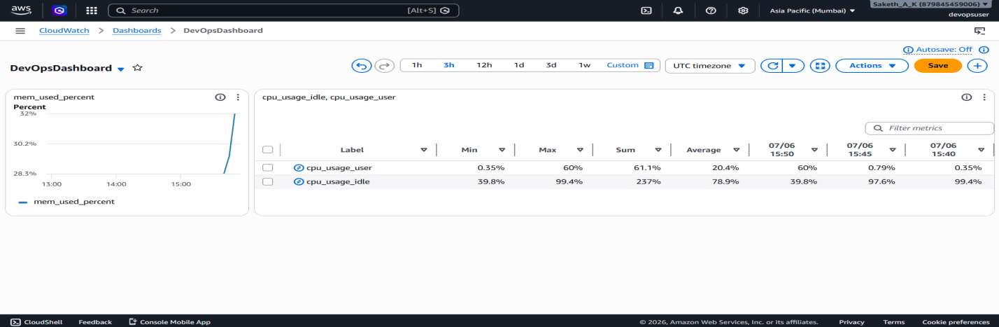 aws
Search [Alt+S]
Asia Pacific (Mumbai)
Saketh_A_K (879845459006)
devopsuser
CloudWatch > Dashboards > DevOpsDashboard
Autosave: Off
DevOpsDashboard
1h 3h 12h 1d 3d 1w Custom
UTC timezone
Actions
Save
mem_used_percent
Percent
32%
30.2%
28.3%
13:00 14:00 15:00
mem_used_percent
cpu_usage_idle, cpu_usage_user
Filter metrics
Label Min Max Sum Average 07/06 15:50 07/06 15:45 07/06 15:40
cpu_usage_user 0.35% 60% 61.1% 20.4% 60% 0.79% 0.35%
cpu_usage_idle 39.8% 99.4% 237% 78.9% 39.8% 97.6% 99.4%
CloudShell Feedback Console Mobile App © 2026, Amazon Web Services, Inc. or its affiliates. Privacy Terms Cookie preferences